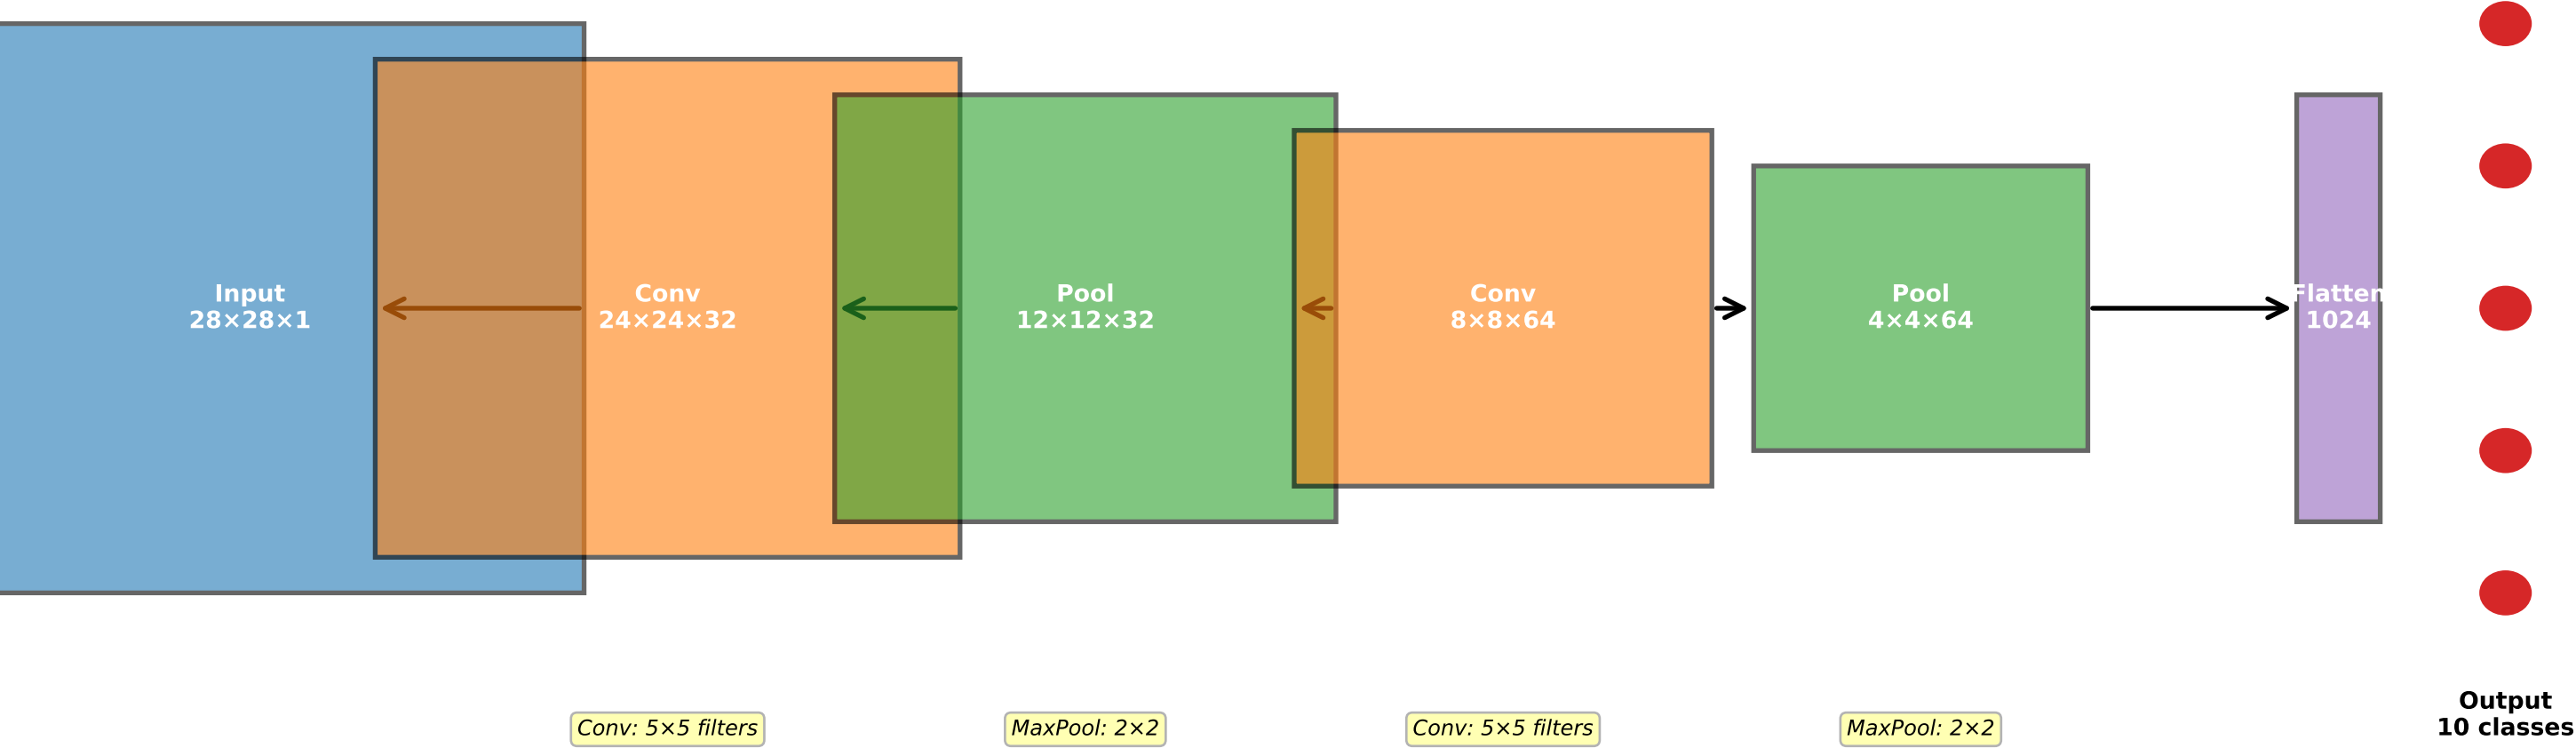 Input
28×28×1
Conv
24×24×32
Pool
12×12×32
Conv
8×8×64
Pool
4×4×64
Flatten
1024
Output
10 classes
Conv: 5×5 filters
MaxPool: 2×2
Conv: 5×5 filters
MaxPool: 2×2